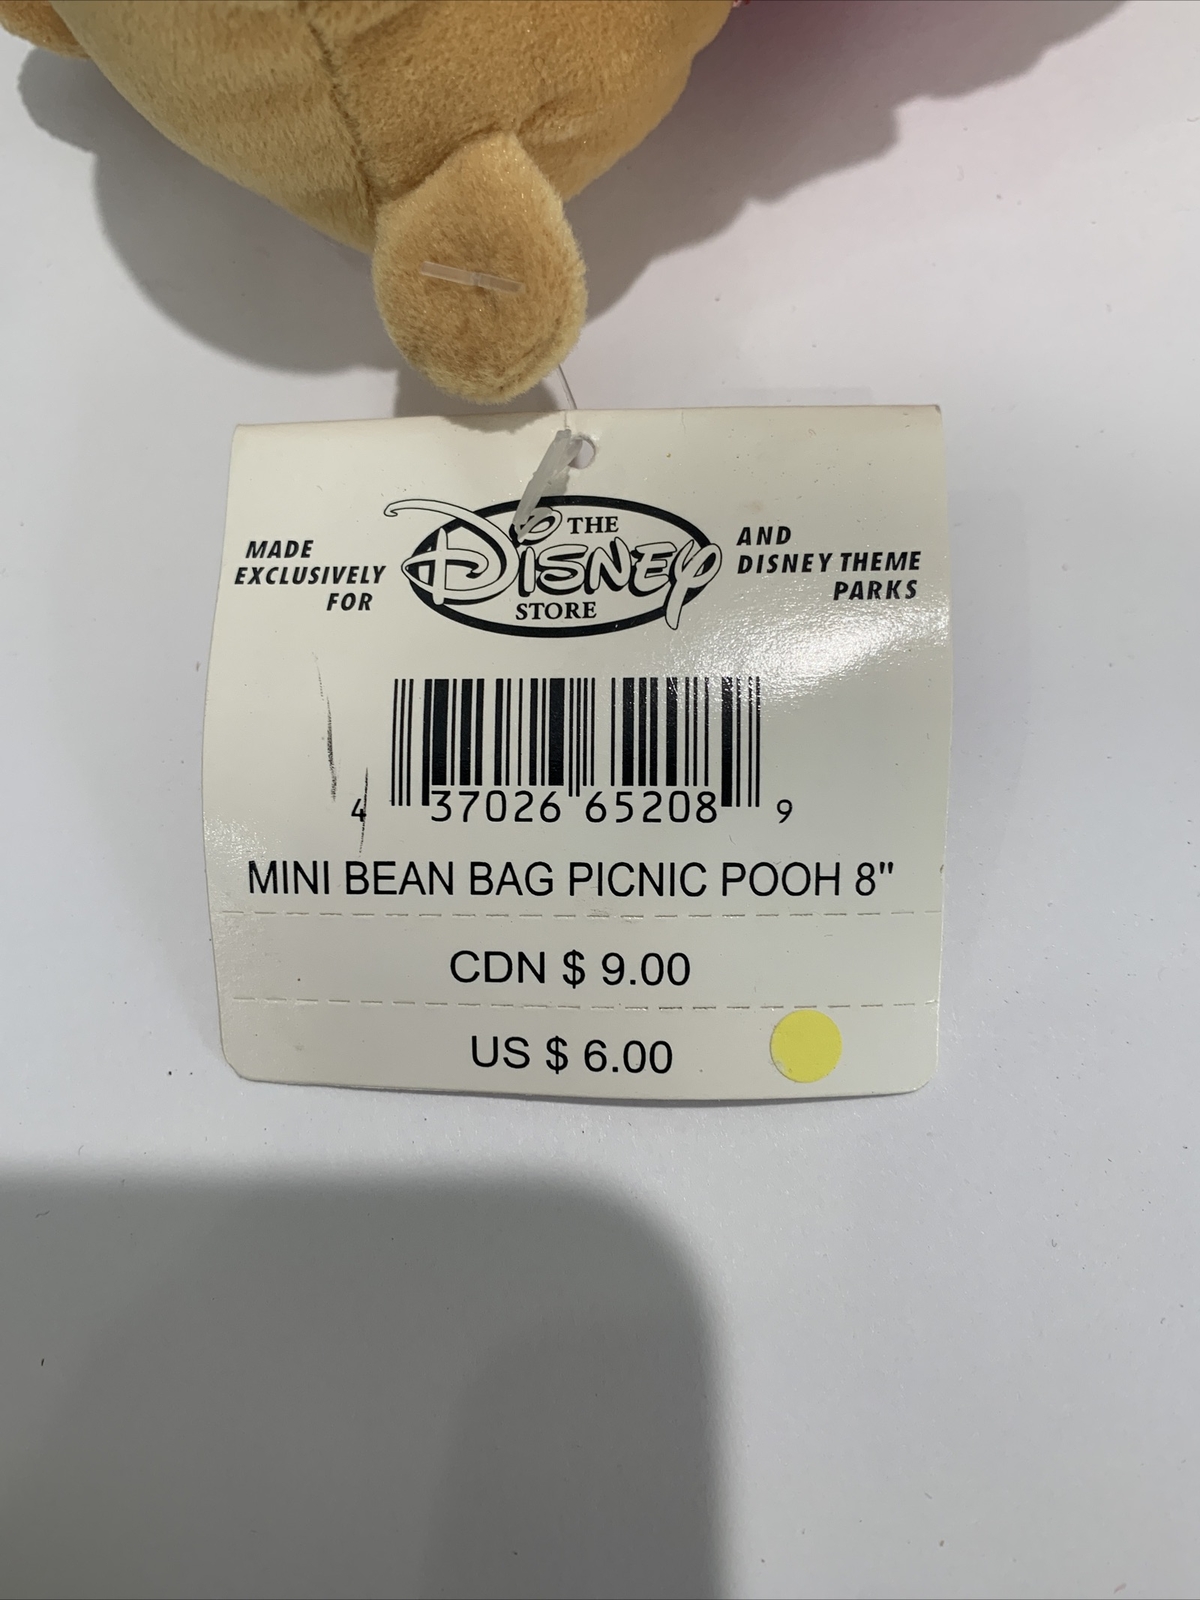 MADE
EXCLUSIVELY
FOR
THE
Disney
STORE
AND
DISNEY THEME
PARKS
4 37026 65208 9
MINI BEAN BAG PICNIC POOH 8"
CDN $ 9.00
US $ 6.00